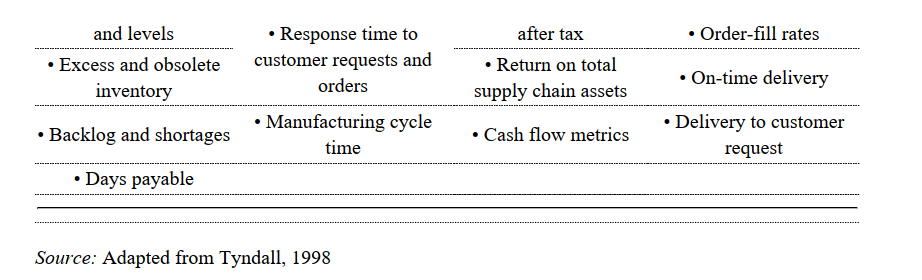 and levels
• Response time to
customer requests and
orders
after tax
• Order-fill rates
• Excess and obsolete
inventory
• Return on total
supply chain assets
• On-time delivery
• Backlog and shortages
• Manufacturing cycle
time
• Cash flow metrics
• Delivery to customer
request
• Days payable
Source: Adapted from Tyndall, 1998